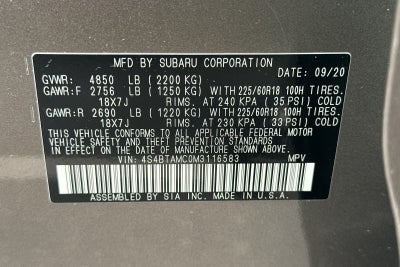 MFD. BY SUBARU CORPORATION DATE: 09/20
GVWR: 4850 LB (2200 KG)
GAWR:F 2756 LB (1250 KG) WITH 225/60R18 100H TIRES,
18X7J RIMS, AT 240 KPA (35 PSI) COLD
GAWR:R 2690 LB (1220 KG) WITH 225/60R18 100H TIRES,
18X7J RIMS, AT 230 KPA (33 PSI) COLD
THIS VEHICLE CONFORMS TO ALL APPLICABLE FEDERAL MOTOR
VEHICLE SAFETY AND THEFT PREVENTION STANDARDS
IN EFFECT ON THE DATE OF MANUFACTURE SHOWN ABOVE.
VIN: 4S4BTAMC0M3116583 MPV
ASS. MADE IN U.S.A.